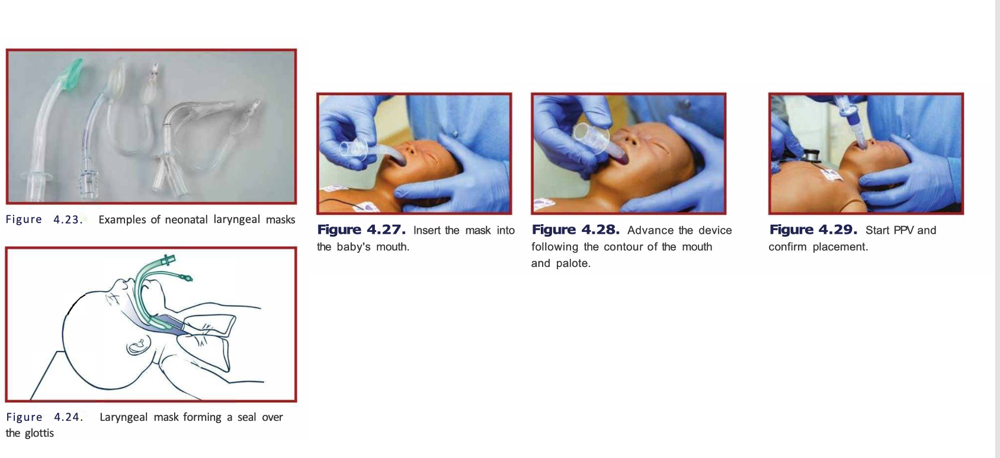 Figure 4.23. Examples of neonatal laryngeal masks
Figure 4.24. Laryngeal mask forming a seal over
the glottis
Figure 4.27. Insert the mask into
the baby's mouth.
Figure 4.28. Advance the device
following the contour of the mouth
and palote.
Figure 4.29. Start PPV and
confirm placement.